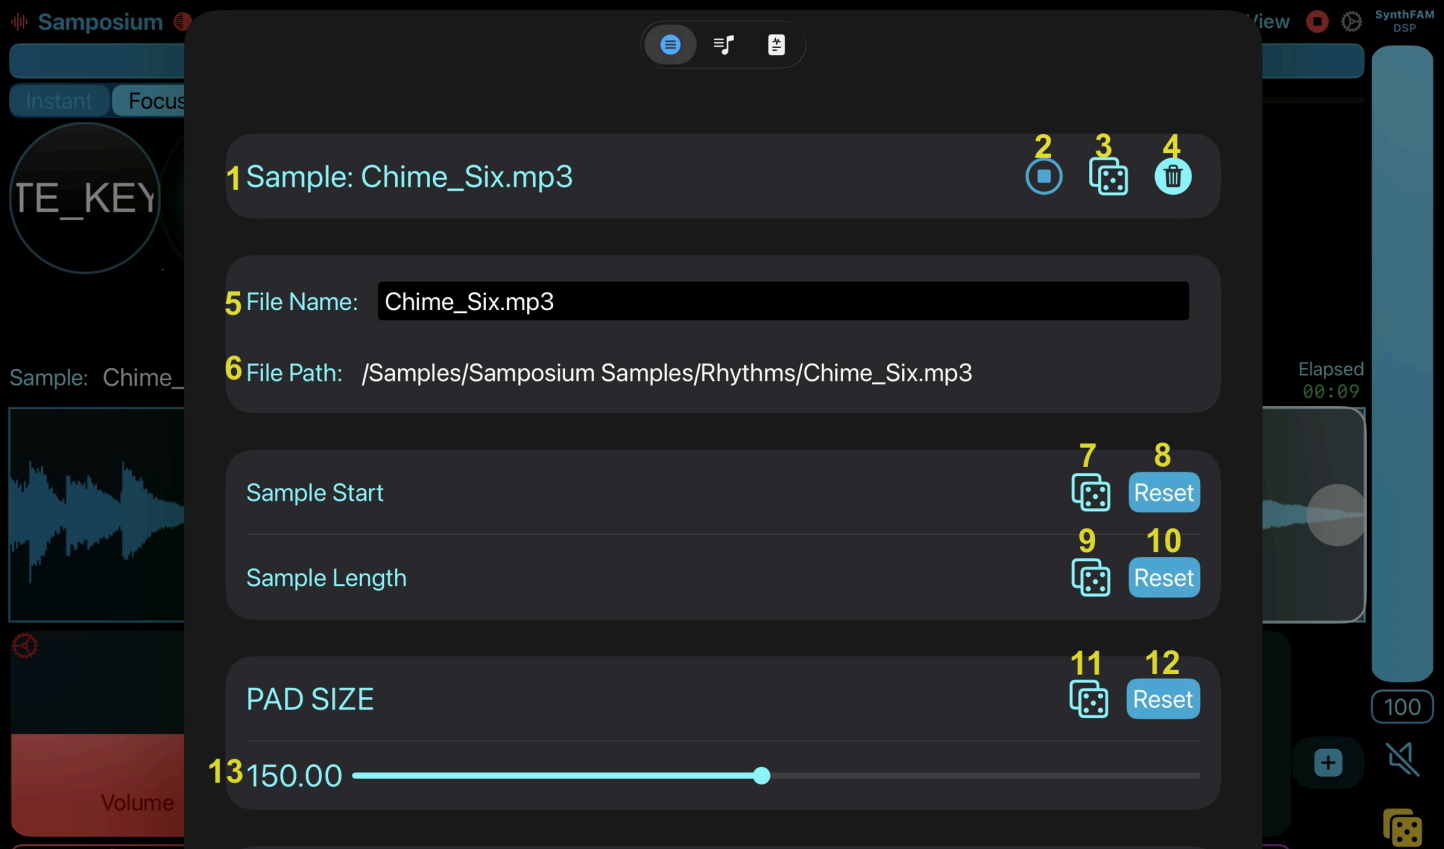 Samposium
View
SynthFAM
DSP
Instant
Focus
TE_KEY
2 3 4
1 Sample: Chime_Six.mp3
5 File Name: Chime_Six.mp3
6 File Path: /Samples/Samposium Samples/Rhythms/Chime_Six.mp3
Sample: Chime_
Elapsed
00:09
7 8
Sample Start Reset
9 10
Sample Length Reset
11 12
PAD SIZE Reset
100
13 150.00
Volume